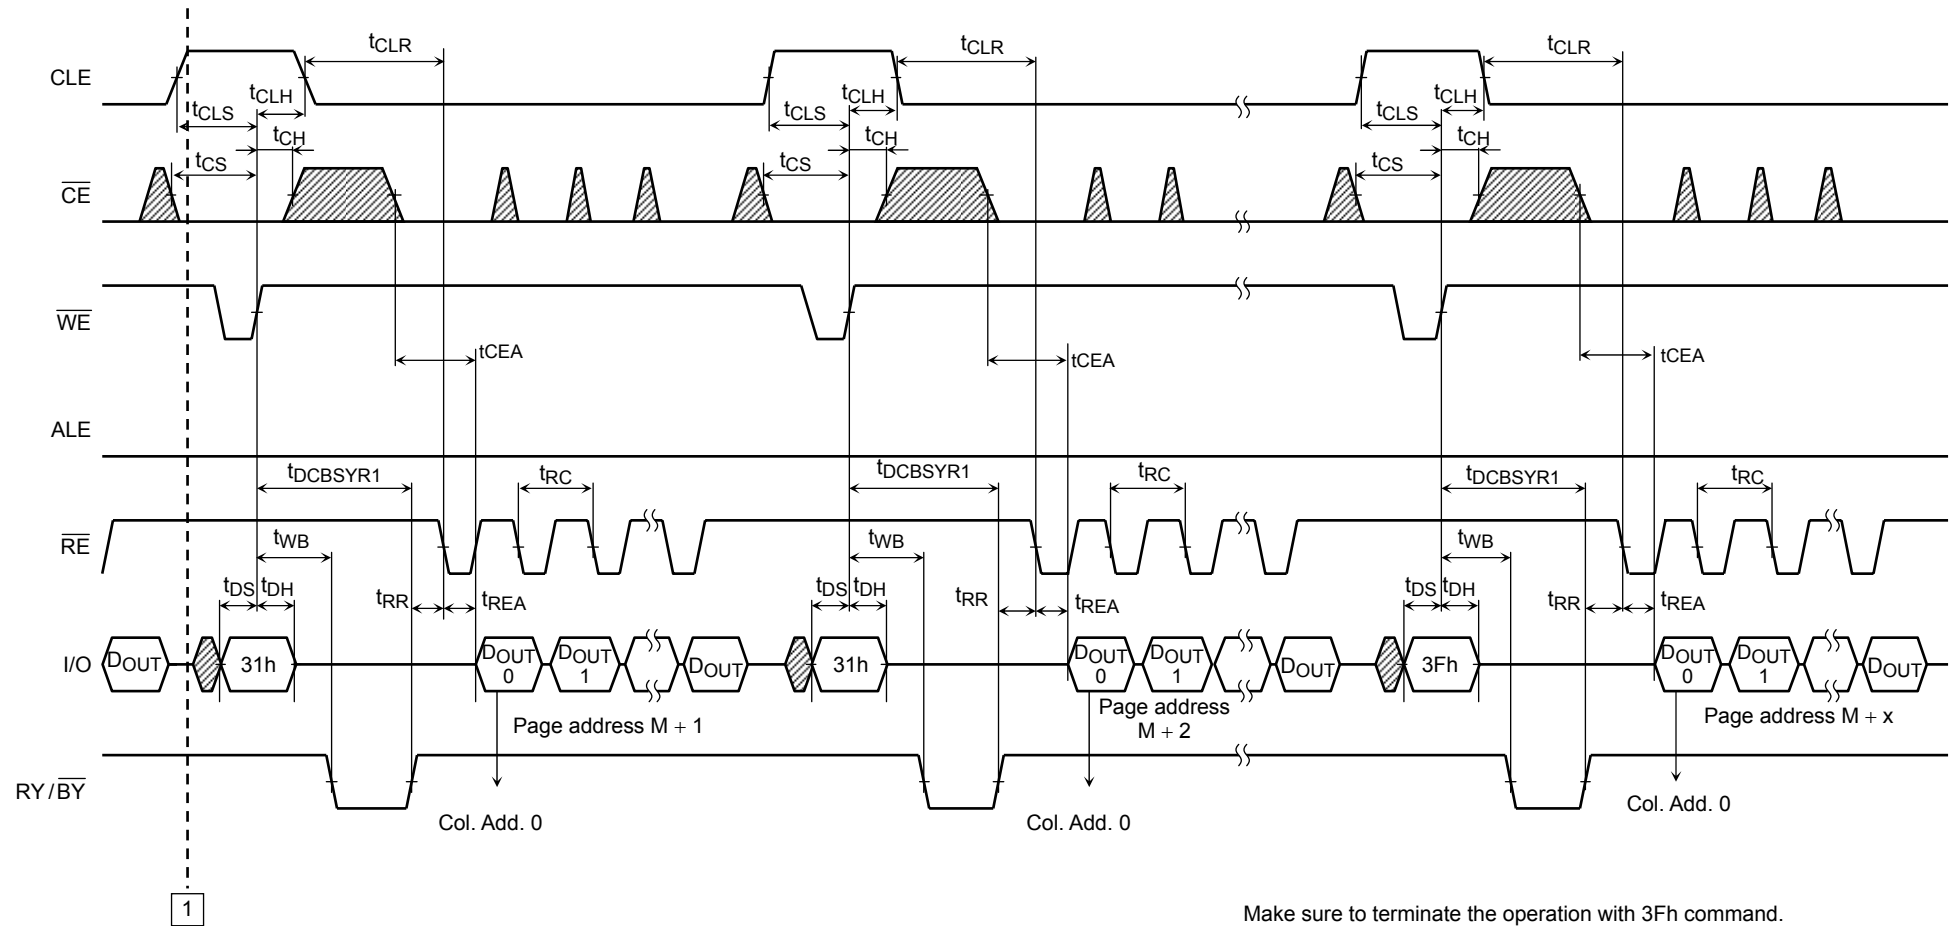 tCLR tCLR tCLR
CLE
tCLH tCLH tCLH
tCLS tCLS tCLS
tCH tCH tCH
tCS tCS tCS
CE
WE
tCEA tCEA tCEA
ALE
tDCBSYR1 tDCBSYR1 tDCBSYR1
tRC tRC tRC
RE
tWB tWB tWB
tDS tDH tDS tDH tDS tDH
tRR tREA tRR tREA tRR tREA
I/O DOUT 31h DOUT 0 DOUT 1 DOUT 31h DOUT 0 DOUT 1 DOUT 3Fh DOUT 0 DOUT 1 DOUT
Page address M + 1
Page address
M + 2
Page address M + x
RY/BY
Col. Add. 0 Col. Add. 0 Col. Add. 0
1
Make sure to terminate the operation with 3Fh command.